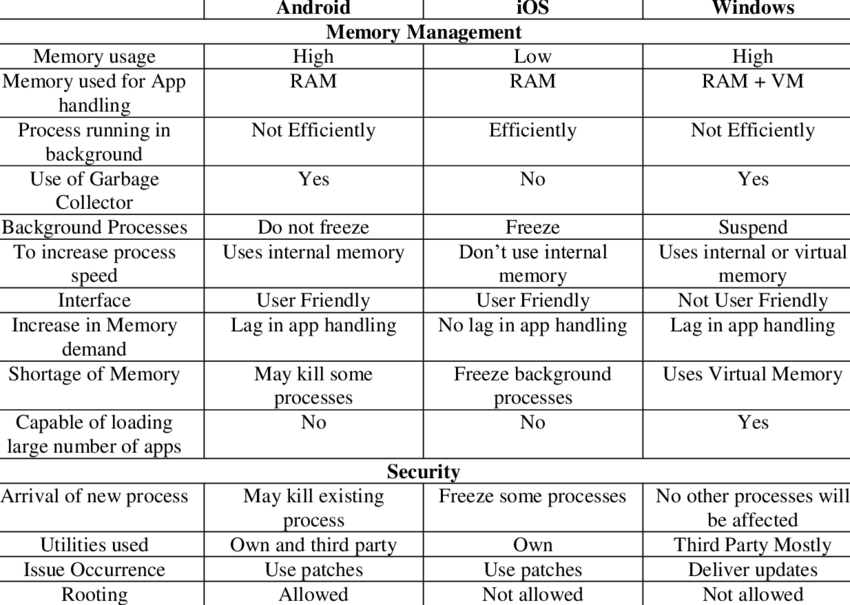 Android iOS Windows
Memory Management
Memory usage High Low High
Memory used for App RAM RAM RAM + VM
handling
Process running in Not Efficiently Efficiently Not Efficiently
background
Use of Garbage Yes No Yes
Collector
Background Processes Do not freeze Freeze Suspend
To increase process Uses internal memory Don’t use internal Uses internal or virtual
speed memory memory
Interface User Friendly User Friendly Not User Friendly
Increase in Memory Lag in app handling No lag in app handling Lag in app handling
demand
Shortage of Memory May kill some Freeze background Uses Virtual Memory
processes processes
Capable of loading No No Yes
large number of apps
Security
Arrival of new process May kill existing Freeze some processes No other processes will
process be affected
Utilities used Own and third party Own Third Party Mostly
Issue Occurrence Use patches Use patches Deliver updates
Rooting Allowed Not allowed Not allowed